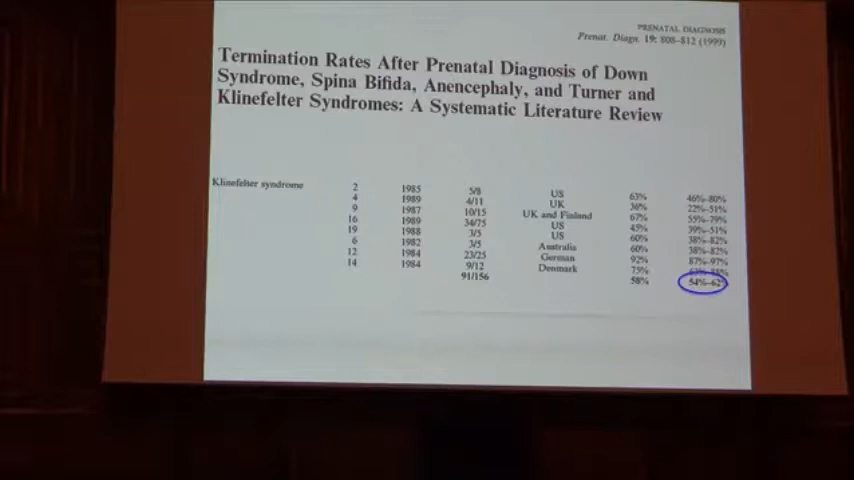 PRENATAL DIAGNOSIS
Prenat. Diagn. 19: 808–812 (1999)
Termination Rates After Prenatal Diagnosis of Down
Syndrome, Spina Bifida, Anencephaly, and Turner and
Klinefelter Syndromes: A Systematic Literature Review
Klinefelter syndrome 2 1985 5/8 US 63% 46%–80%
4 1989 4/11 UK 36% 22%–51%
9 1987 10/15 UK and Finland 67% 55%–79%
16 1989 34/75 US 45% 39%–51%
19 1988 3/5 US 60% 38%–82%
6 1982 3/5 Australia 60% 38%–82%
12 1984 23/25 German 92% 87%–97%
14 1984 9/12 Denmark 75% 63%–88%
91/156 58% 54%–62%